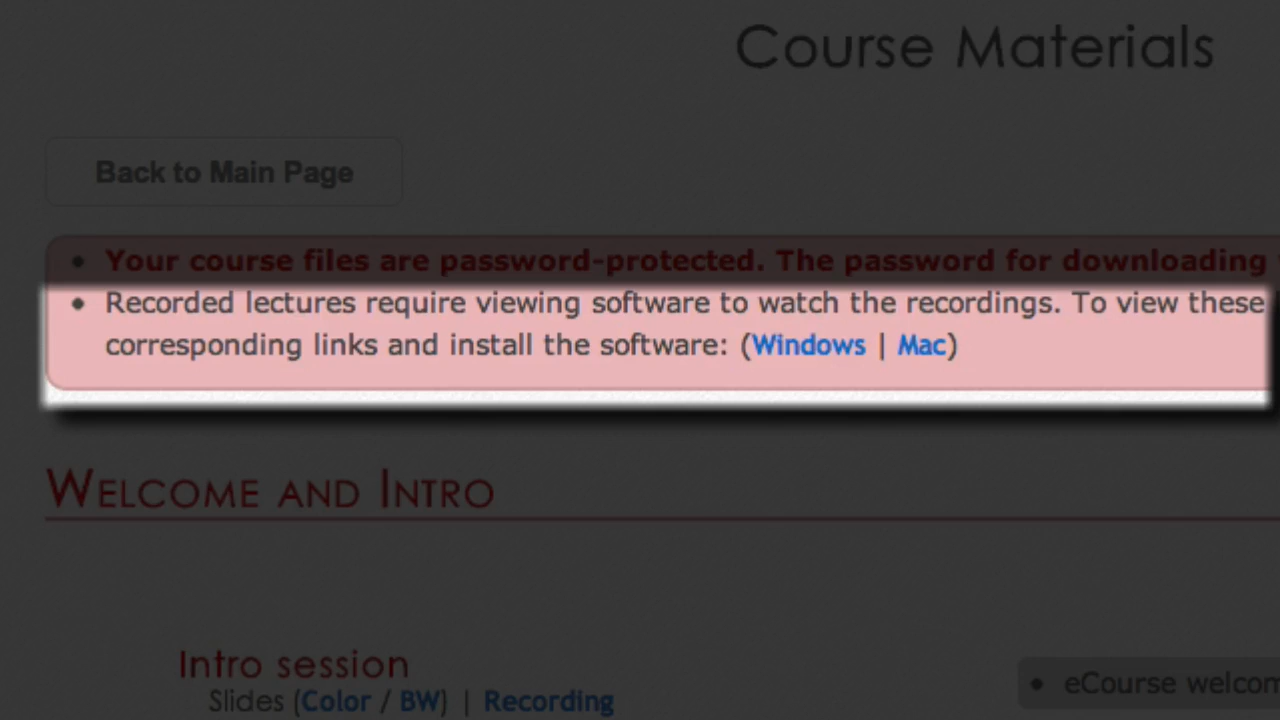 Course Materials
Back to Main Page
• Your course files are password-protected. The password for downloading
• Recorded lectures require viewing software to watch the recordings. To view these
corresponding links and install the software: (Windows | Mac)
WELCOME AND INTRO
Intro session
Slides (Color / BW) | Recording
• eCourse welcom